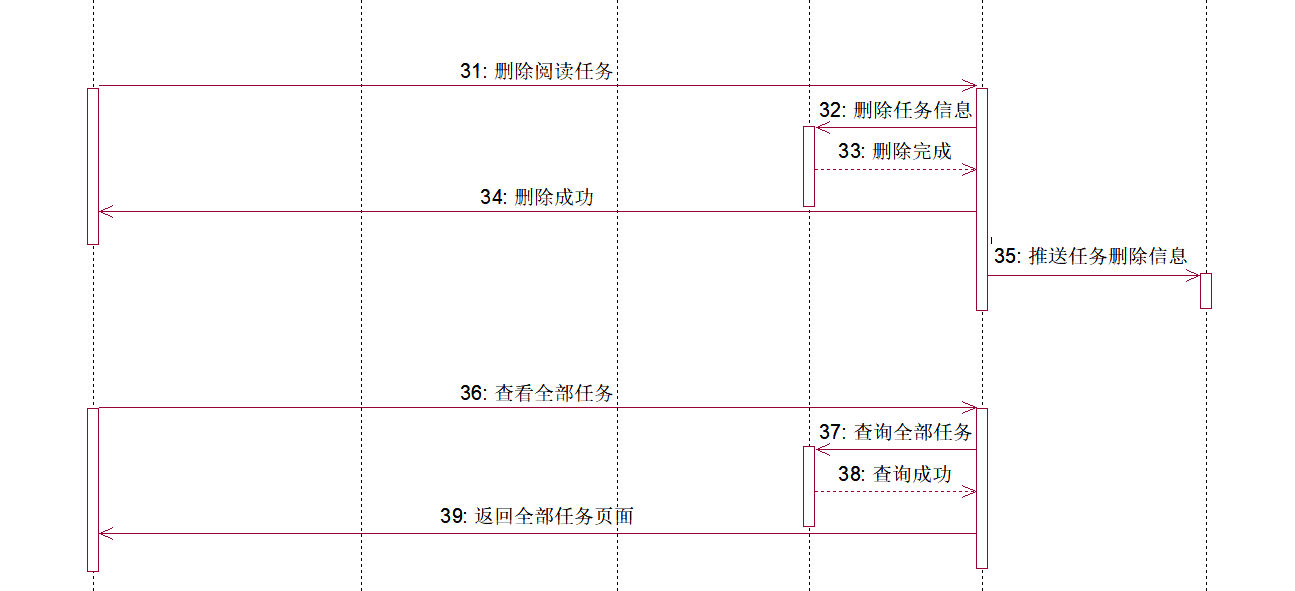 31: 删除阅读任务
32: 删除任务信息
33: 删除完成
34: 删除成功
35: 推送任务删除信息
36: 查看全部任务
37: 查询全部任务
38: 查询成功
39: 返回全部任务页面